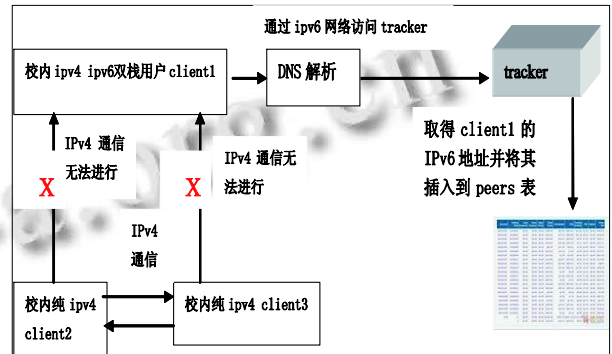 通过 ipv6 网络访问 tracker
校内 ipv4 ipv6双栈用户 client1
DNS 解析
tracker
取得 client1 的
IPv6 地址并将其
插入到 peers 表
IPv4 通信
无法进行
X
IPv4 通信无
法进行
X
IPv4
通信
校内纯 ipv4
client2
校内纯 ipv4 client3